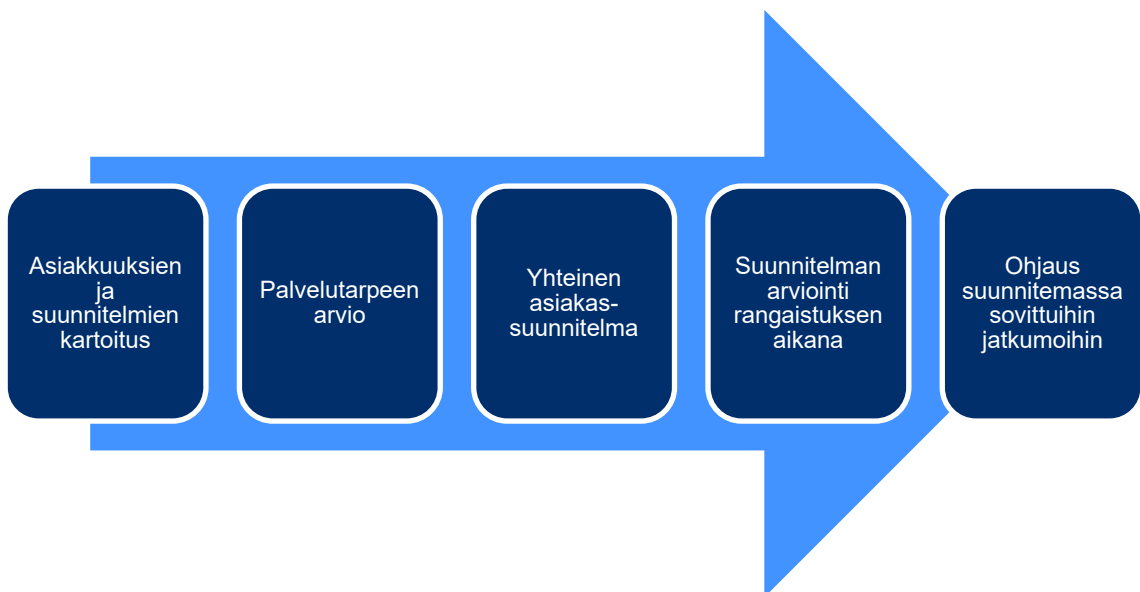 Asiakkuuksien
ja
suunnitelmien
kartoitus
Palvelutarpeen
arvio
Yhteinen
asiakas-
suunnitelma
Suunnitelman
arviointi
rangaistuksen
aikana
Ohjaus
suunnitemassa
sovittuihin
jatkumoihin